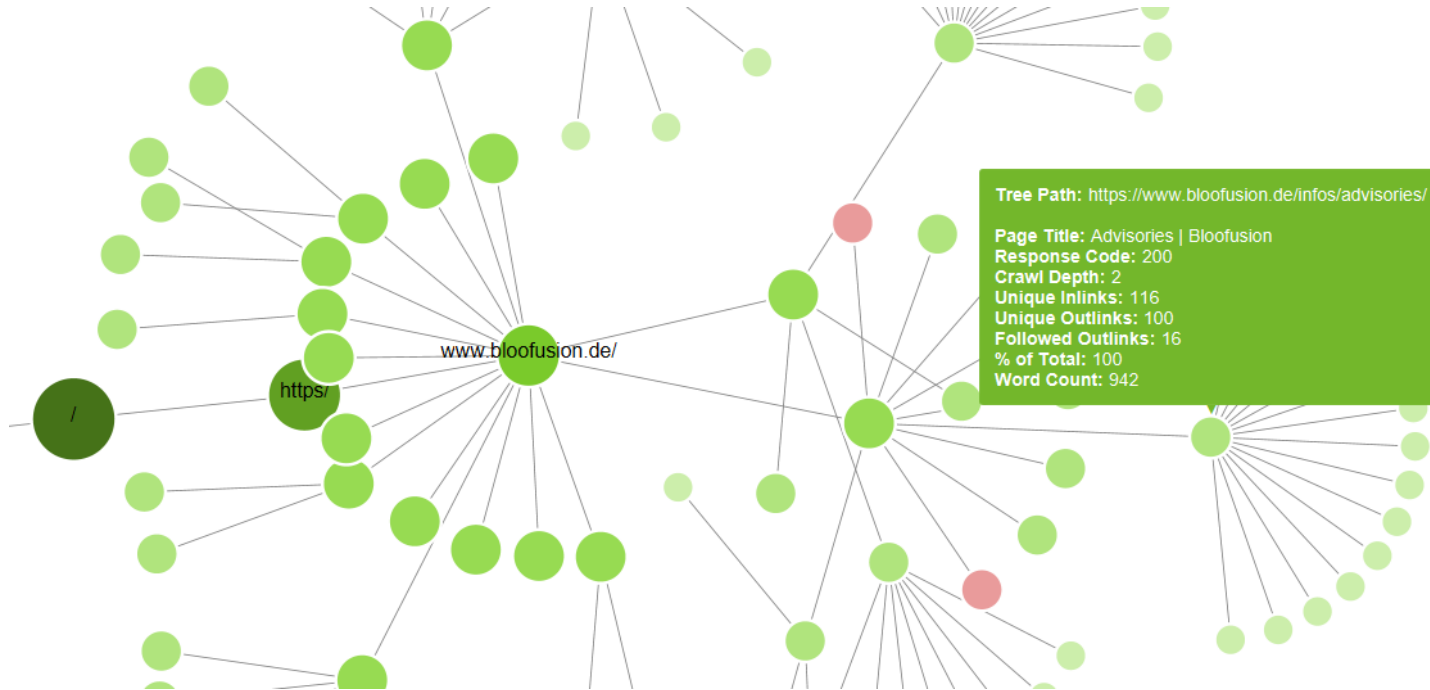 Tree Path: https://www.bloofusion.de/infos/advisories/
Page Title: Advisories | Bloofusion
Response Code: 200
Crawl Depth: 2
Unique Inlinks: 116
Unique Outlinks: 100
Followed Outlinks: 16
% of Total: 100
Word Count: 942
www.bloofusion.de/
https/
/